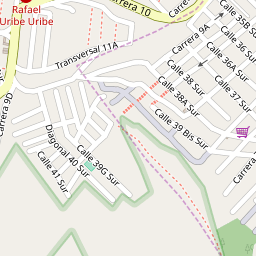 Rafael
Uribe Uribe
Carrera 10
Calle 35B Sur
Carrera 9A
Calle 36 Sur
Transversal 11A
Calle 36A Sur
Calle 38 Sur
Calle 37 Sur
Calle 38A Sur
Carrera 9D
Calle 39 Bis Sur
Diagonal 40 Sur
Calle 39G Sur
Calle 41 Sur
Carrera